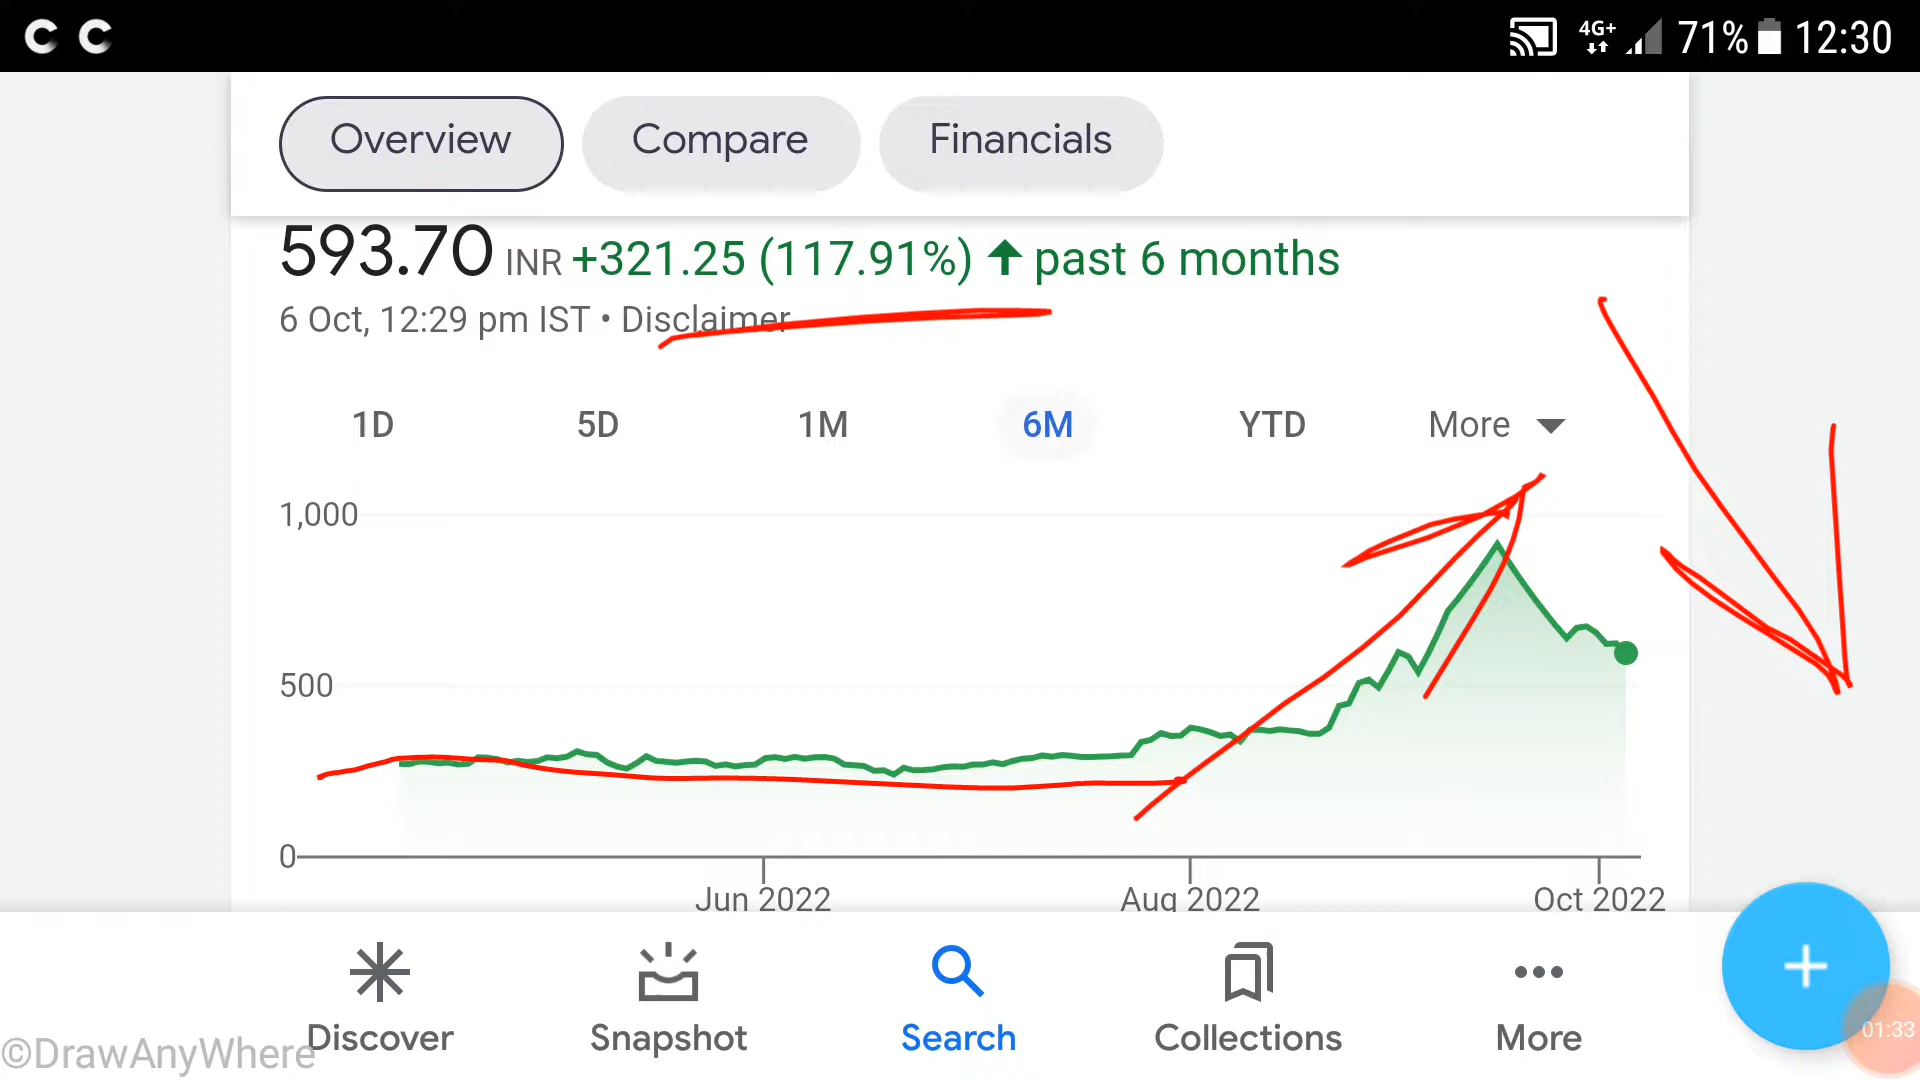 C C 4G+ 71% 12:30
Overview Compare Financials
593.70 INR +321.25 (117.91%) ↑ past 6 months
6 Oct, 12:29 pm IST • Disclaimer
1D 5D 1M 6M YTD More
1,000
500
0
Jun 2022 Aug 2022 Oct 2022
Discover Snapshot Search Collections More
01:33
©DrawAnyWhere